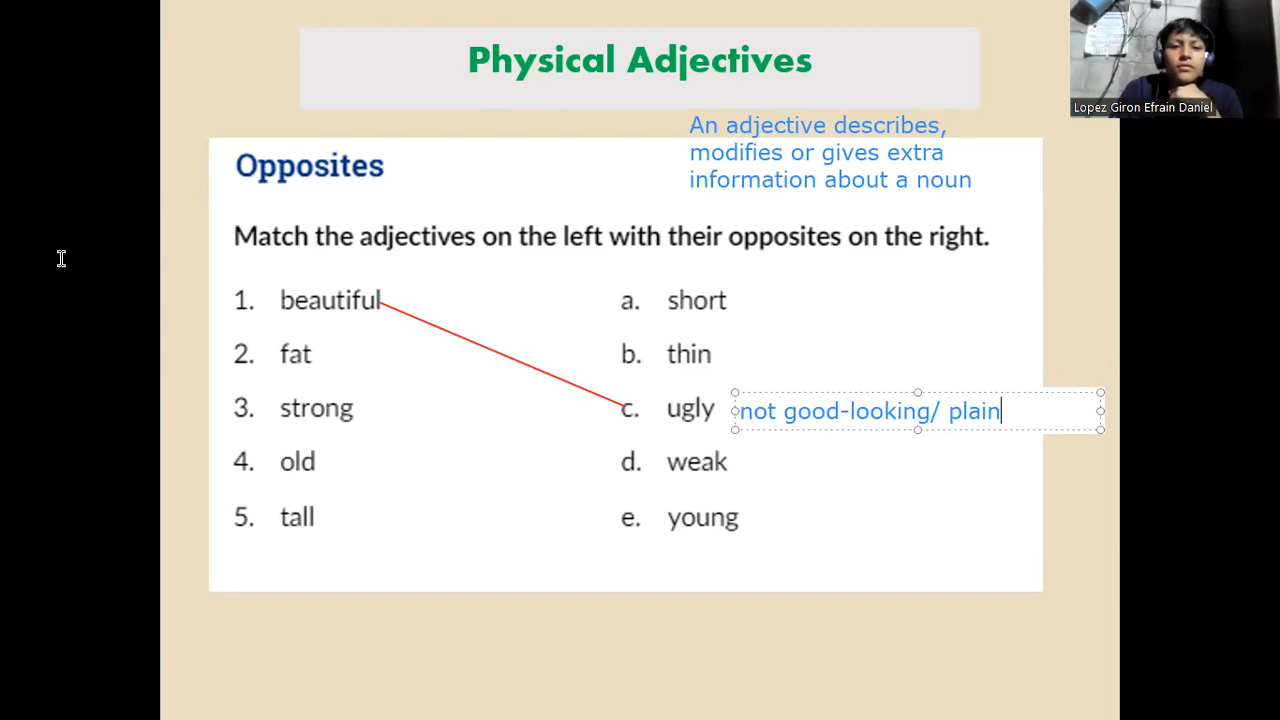 Physical Adjectives
Lopez Giron Efrain Daniel
An adjective describes,
modifies or gives extra
information about a noun
Opposites
Match the adjectives on the left with their opposites on the right.
1. beautiful a. short
2. fat b. thin
3. strong c. ugly not good-looking/ plain
4. old d. weak
5. tall e. young